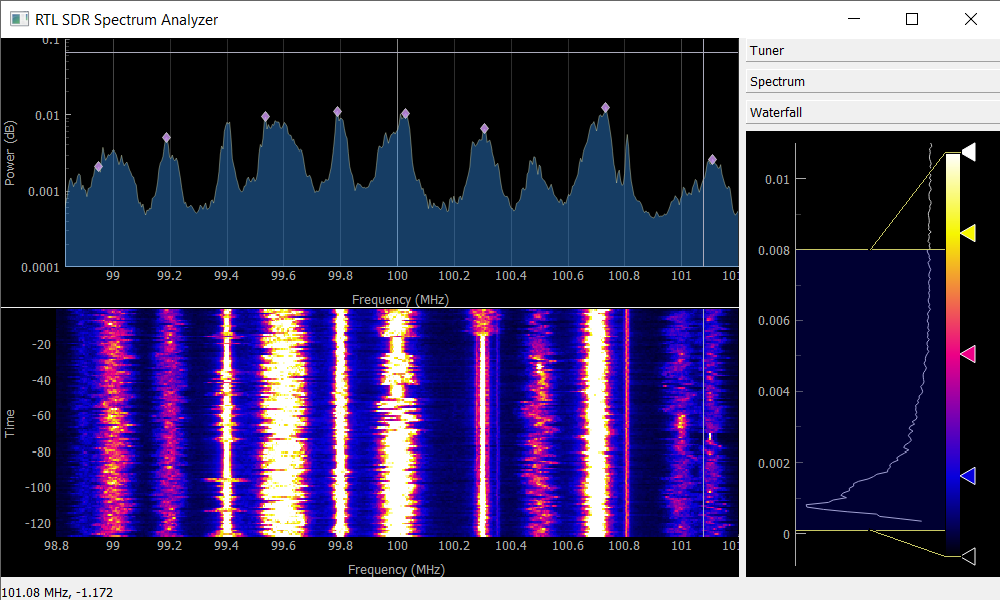 RTL SDR Spectrum Analyzer
0.1
0.01
0.001
0.0001
Power (dB)
99 99.2 99.4 99.6 99.8 100 100.2 100.4 100.6 100.8 101
Frequency (MHz)
-20
-40
-60
-80
-100
-120
Time
98.8 99 99.2 99.4 99.6 99.8 100 100.2 100.4 100.6 100.8 101
Frequency (MHz)
Tuner
Spectrum
Waterfall
0.01
0.008
0.006
0.004
0.002
0
101.08 MHz, -1.172